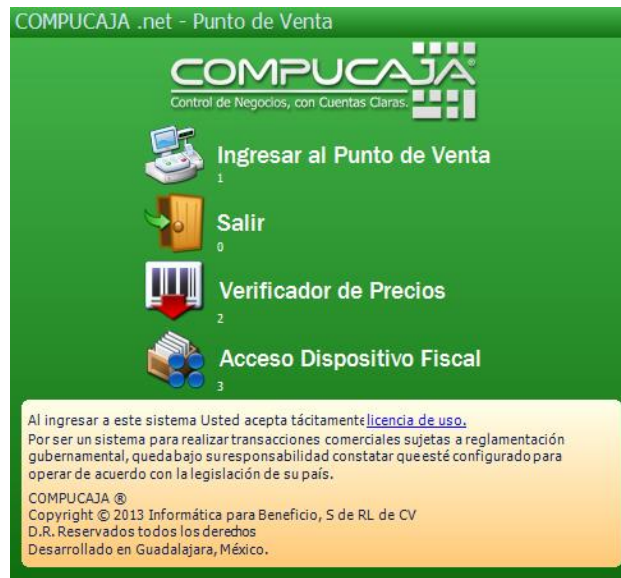 COMPUCAJA .net - Punto de Venta
COMPUCAJA®
Control de Negocios, con Cuentas Claras.
Ingresar al Punto de Venta
1
Salir
0
Verificador de Precios
2
Acceso Dispositivo Fiscal
3
Al ingresar a este sistema Usted acepta tácitamente licencia de uso.
Por ser un sistema para realizar transacciones comerciales sujetas a reglamentación
gubernamental, queda bajo su responsabilidad constatar que esté configurado para
operar de acuerdo con la legislación de su país.
COMPUCAJA ®
Copyright © 2013 Informática para Beneficio, S de RL de CV
D.R. Reservados todos los derechos
Desarrollado en Guadalajara, México.